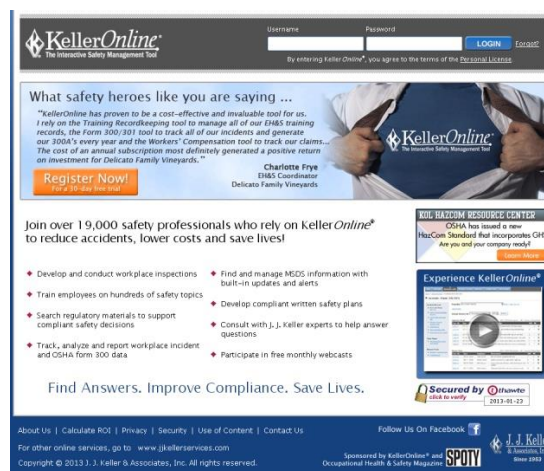 KellerOnline®
The Interactive Safety Management Tool
Username
Password
LOGIN
Forgot?
By entering KellerOnline®, you agree to the terms of the Personal License.
What safety heroes like you are saying ...
"KellerOnline has proven to be a cost-effective and invaluable tool for us.
I rely on the Training Recordkeeping tool to manage all of our EH&S training
records, the Form 300/301 tool to track all of our incidents and generate
our 300A's every year and the Workers' Compensation tool to track our claims...
The cost of an annual subscription most definitely generated a positive return
on investment for Delicato Family Vineyards."
Charlotte Frye
EH&S Coordinator
Delicato Family Vineyards
Register Now!
For a 30-day free trial
KellerOnline®
The Interactive Safety Management Tool
Join over 19,000 safety professionals who rely on KellerOnline®
to reduce accidents, lower costs and save lives!
Develop and conduct workplace inspections
Train employees on hundreds of safety topics
Search regulatory materials to support
compliant safety decisions
Track, analyze and report workplace incident
and OSHA form 300 data
Find and manage MSDS information with
built-in updates and alerts
Develop compliant written safety plans
Consult with J. J. Keller experts to help answer
questions
Participate in free monthly webcasts
Find Answers. Improve Compliance. Save Lives.
KOL HAZCOM RESOURCE CENTER
OSHA has issued a new
HazCom Standard that incorporates GH
Are you and your company ready?
Learn More
Experience KellerOnline®
Secured by thawte
click to verify
2013-01-23
About Us | Calculate ROI | Privacy | Security | Use of Content | Contact Us
For other online services, go to www.jjkellerservices.com
Copyright © 2013 J. J. Keller & Associates, Inc. All rights reserved.
Follow Us On Facebook
Sponsored by KellerOnline® and
Occupational Health & Safety Magazine
SPOTY
J. J. Kelle
& Associates, In
Since 1953